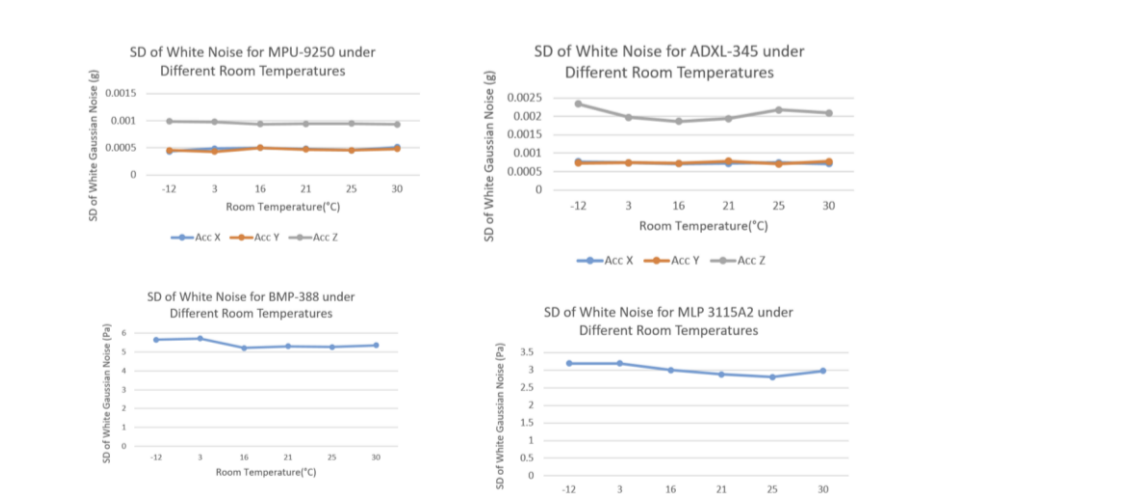 SD of White Noise for MPU-9250 under
Different Room Temperatures
SD of White Gaussian Noise (g)
0.0015
0.001
0.0005
0
-12 3 16 21 25 30
Room Temperature(°C)
Acc X Acc Y Acc Z
SD of White Noise for ADXL-345 under
Different Room Temperatures
SD of White Gaussian Noise (g)
0.0025
0.002
0.0015
0.001
0.0005
0
-12 3 16 21 25 30
Room Temperature(°C)
Acc X Acc Y Acc Z
SD of White Noise for BMP-388 under
Different Room Temperatures
SD of White Gaussian Noise (Pa)
6
5
4
3
2
1
0
-12 3 16 21 25 30
Room Temperature(°C)
SD of White Noise for MLP 3115A2 under
Different Room Temperatures
SD of White Gaussian Noise (Pa)
3.5
3
2.5
2
1.5
1
0.5
0
-12 3 16 21 25 30